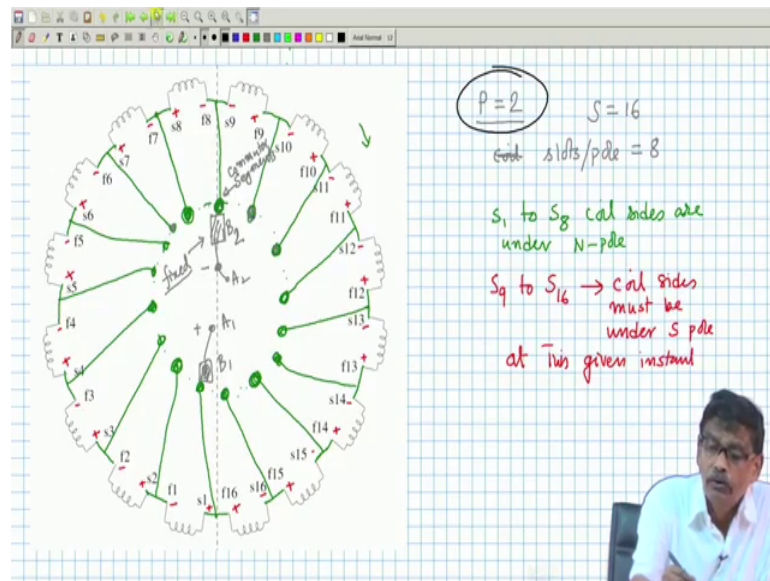 Arial Normal 12
P = 2
S = 16
coil slots/pole = 8
S1 to S8 coil sides are
under N-pole
S9 to S16 → coil sides
must be
under S pole
at This given instant
s8 + - f8 - s9 + f9
f7 - - s10
s7 + + f10
f6 - - s11
s6 + + f11
f5 - - s12
s5 + + f12
f4 - - s13
s4 + + f13
f3 - - s14
s3 + + f14
f2 - - s15
s2 + + f15
f1 - - s16
s1 + + f16
Commutator
Segments
B2
fixed
- A2
+ A1
B1